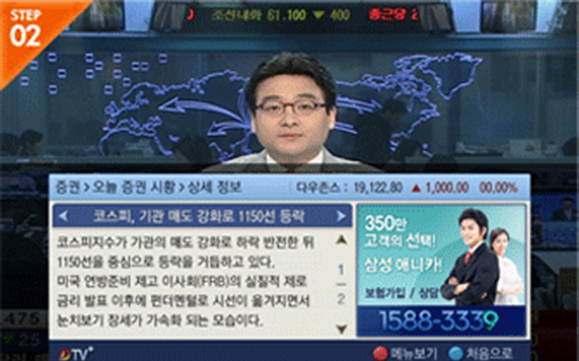 STEP
02
조선내화 61,100 ▼ 400 종근당
증권 > 오늘 증권 시황 > 상세 정보
다우존스 : 19,122.80 ▲ 1,000.00 00.00%
코스피, 기관 매도 강화로 1150선 등락
코스피지수가 기관의 매도 강화로 하락 반전한 뒤
1150선을 중심으로 등락을 거듭하고 있다.
미국 연방준비 제고 이사회(FRB)의 실질적 제로
금리 발표 이후에 펀더멘털로 시선이 옮겨지면서
눈치보기 장세가 가속화 되는 모습이다.
1
2
350만
고객의 선택!
삼성 애니카!
보험가입 / 상담
1588-3339
TV+
메뉴보기 처음으로